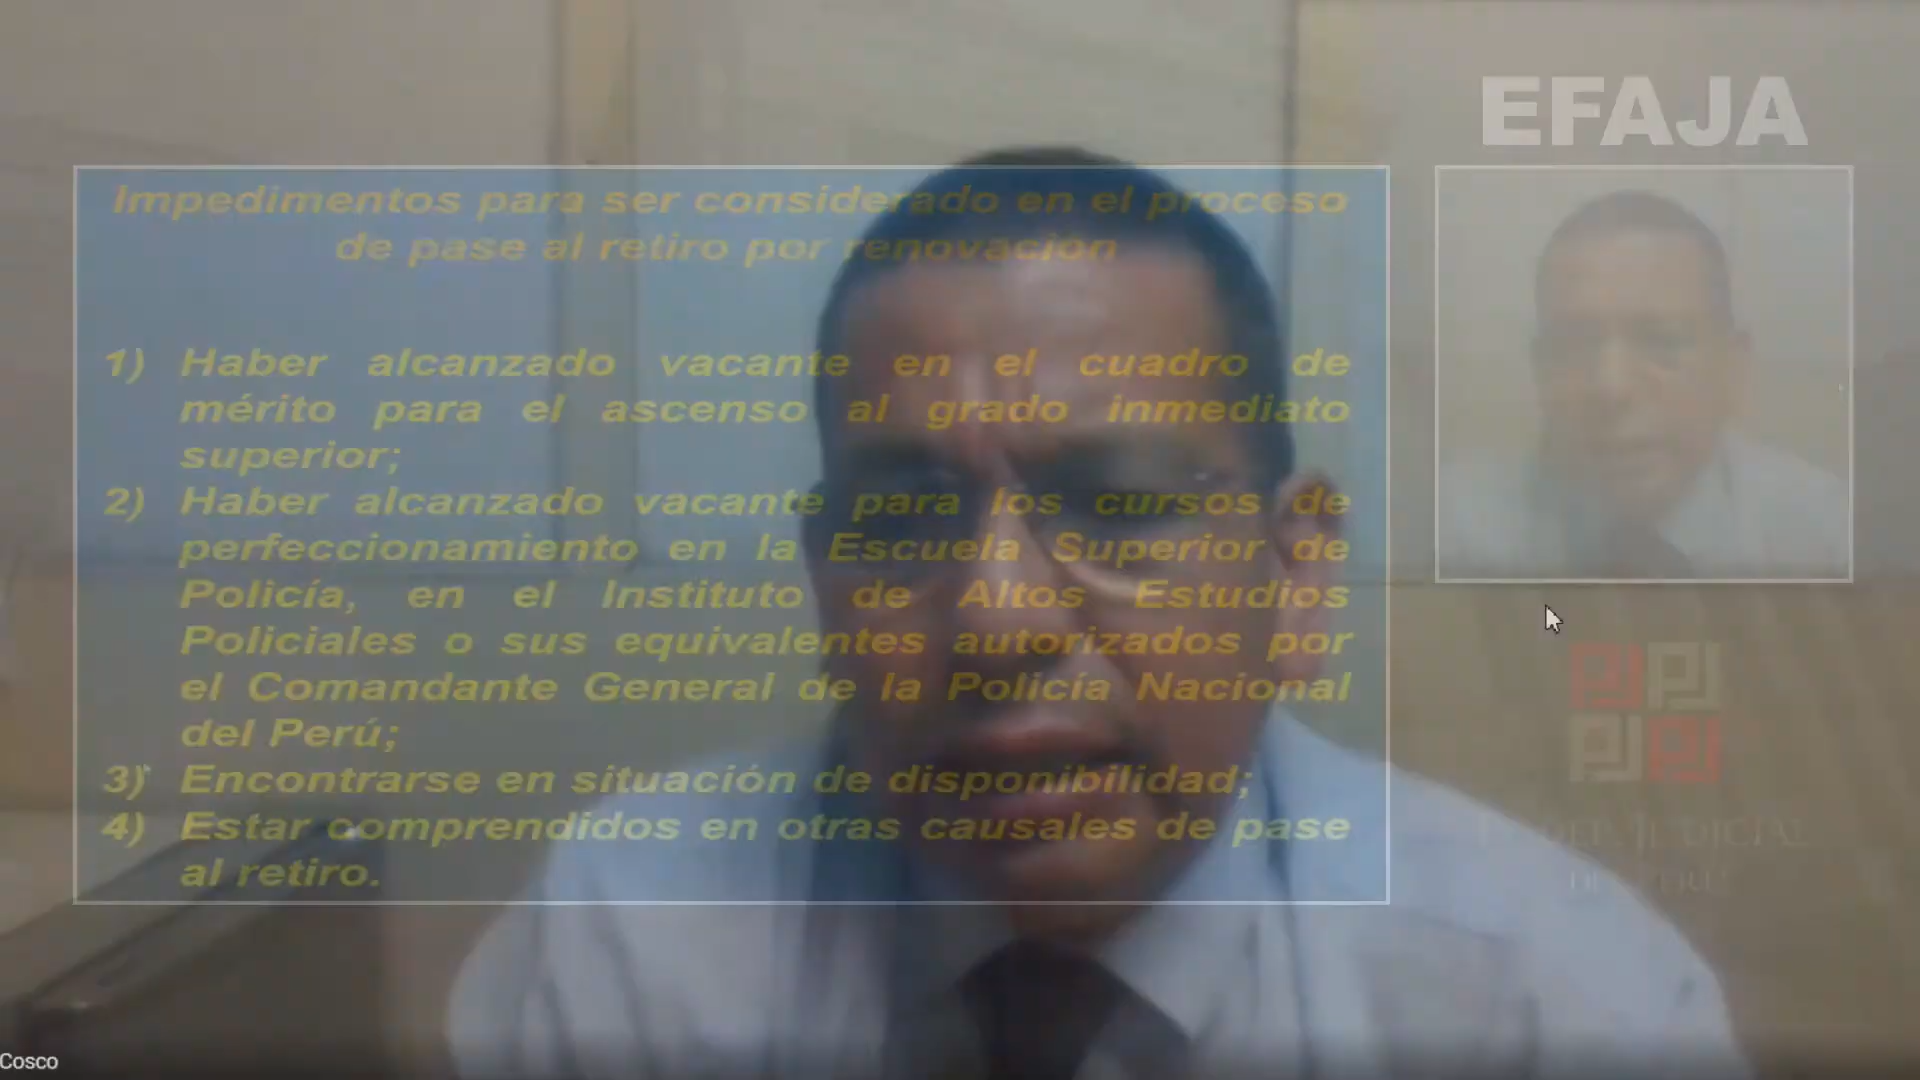 EFAJA
Impedimentos para ser considerado en el proceso
de pase al retiro por renovación
1) Haber alcanzado vacante en el cuadro de
mérito para el ascenso al grado inmediato
superior;
2) Haber alcanzado vacante para los cursos de
perfeccionamiento en la Escuela Superior de
Policía, en el Instituto de Altos Estudios
Policiales o sus equivalentes autorizados por
el Comandante General de la Policía Nacional
del Perú;
3) Encontrarse en situación de disponibilidad;
4) Estar comprendidos en otras causales de pase
al retiro.
Cosco